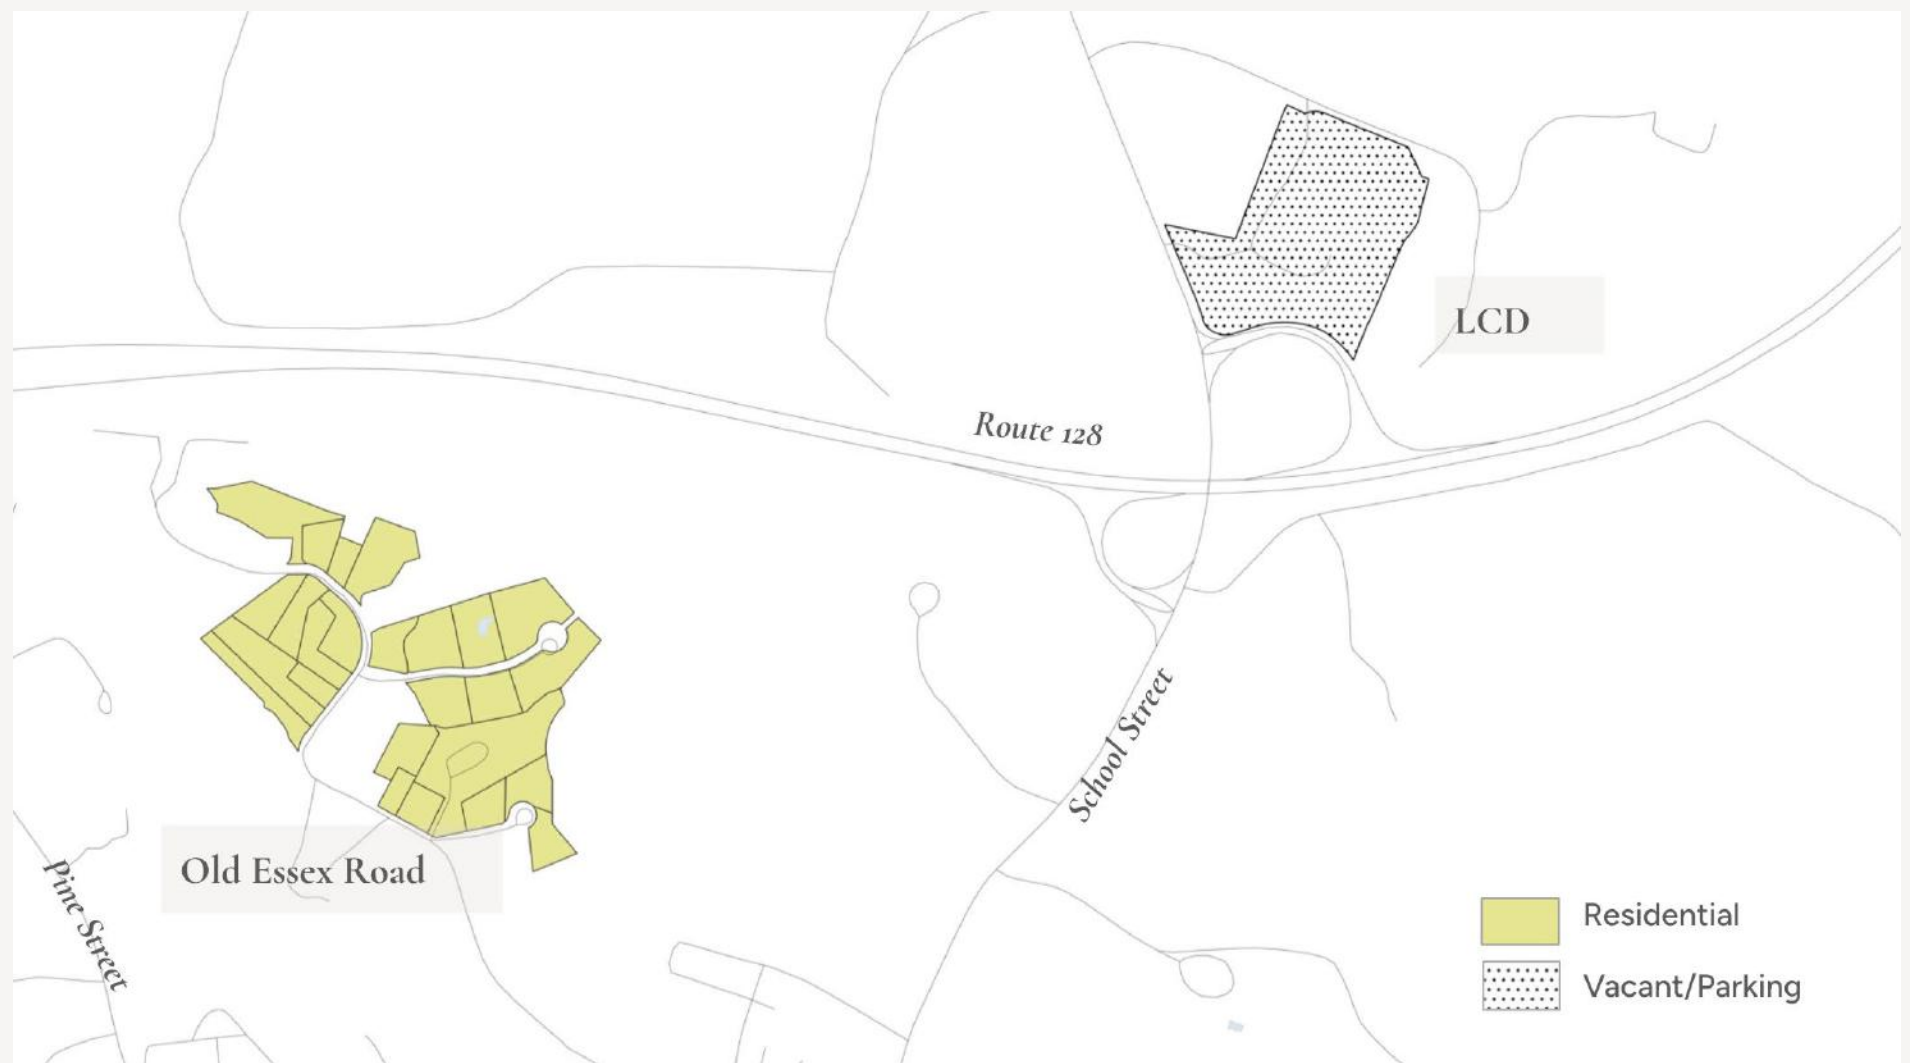 LCD
Route 128
School Street
Old Essex Road
Pine Street
Residential
Vacant/Parking